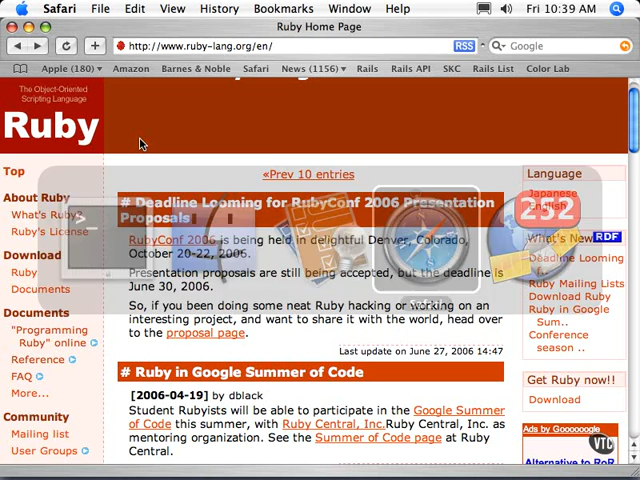 Safari File Edit View History Bookmarks Window Help Fri 10:39 AM
Ruby Home Page
http://www.ruby-lang.org/en/ RSS Google
Apple (180) Amazon Barnes & Noble Safari News (1156) Rails Rails API SKC Rails List Color Lab
The Object-Oriented
Scripting Language
Ruby
Top
About Ruby
What's Ruby?
Ruby's License
Download
Ruby
Documents
Documents
"Programming
Ruby" online
Reference
FAQ
More...
Community
Mailing list
User Groups
«Prev 10 entries
# Deadline Looming for RubyConf 2006 Presentation
Proposals
RubyConf 2006 is being held in delightful Denver, Colorado,
October 20-22, 2006.
Presentation proposals are still being accepted, but the deadline is
June 30, 2006.
So, if you been doing some neat Ruby hacking or working on an
interesting project, and want to share it with the world, head over
to the proposal page.
Last update on June 27, 2006 14:47
# Ruby in Google Summer of Code
[2006-04-19] by dblack
Student Rubyists will be able to participate in the Google Summer
of Code this summer, with Ruby Central, Inc.Ruby Central, Inc. as
mentoring organization. See the Summer of Code page at Ruby
Central.
Language
Japanese
English
232
What's New RDF
Deadline Looming
...
Ruby Mailing Lists
Download Ruby
Ruby in Google
Sum..
Conference
season ..
Get Ruby now!!
Download
Ads by Goooooogle
Alternative to RoR
VTC